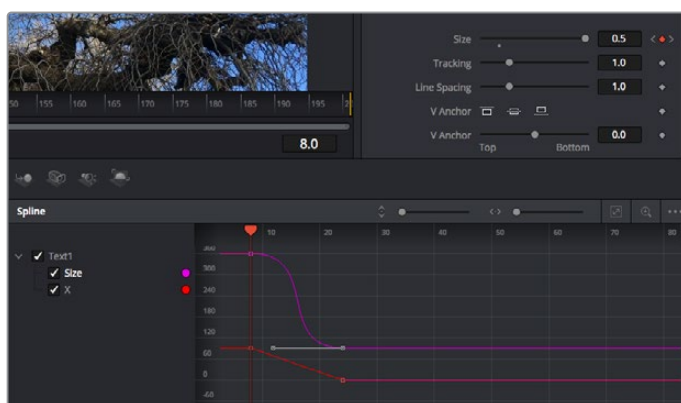 Size 0.5
Tracking 1.0
Line Spacing 1.0
V Anchor
V Anchor 0.0
Top Bottom
50 155 160 165 170 175 180 185 190 195
8.0
Spline
10 20 30 40 50 60 70 80
Text1
Size
X
360
300
240
180
120
60
0
-60